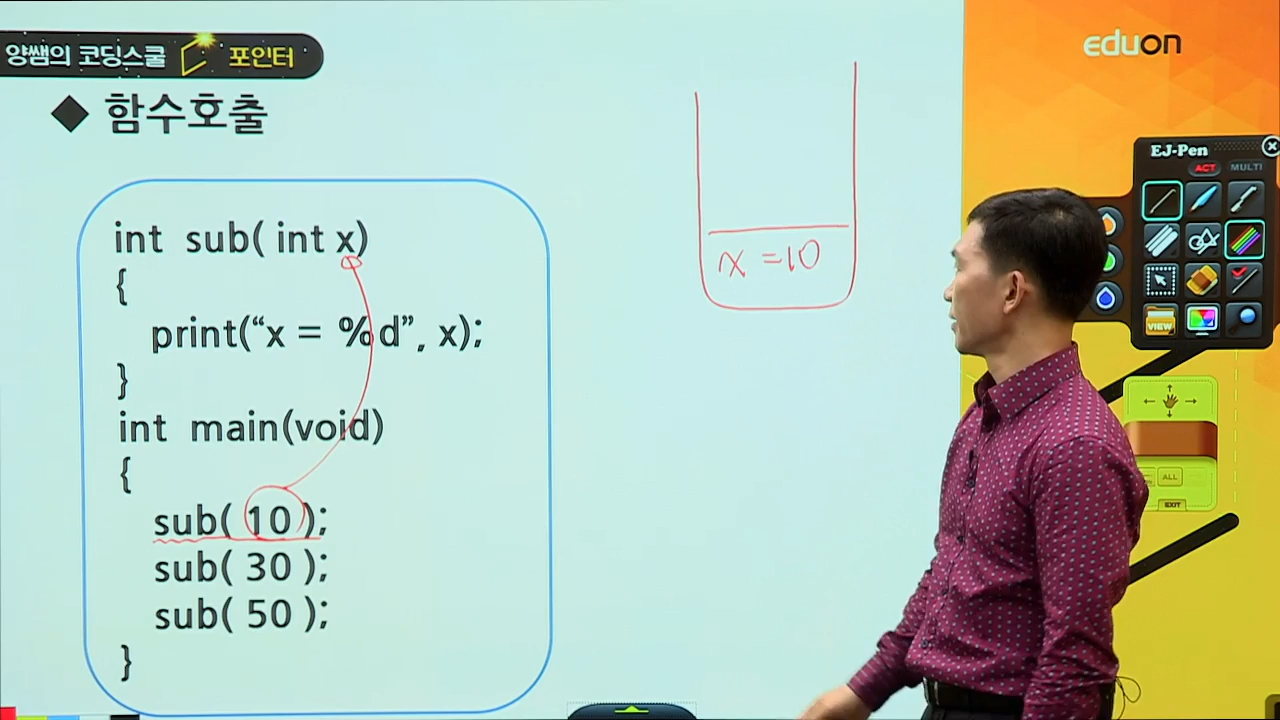 양쌤의 코딩스쿨 포인터
eduon
◆ 함수호출
EJ-Pen
ACT MULTI
int sub( int x)
{
print(“x = %d”, x);
}
int main(void)
{
sub( 10 );
sub( 30 );
sub( 50 );
}
x = 10
VIEW
ALL
EXIT